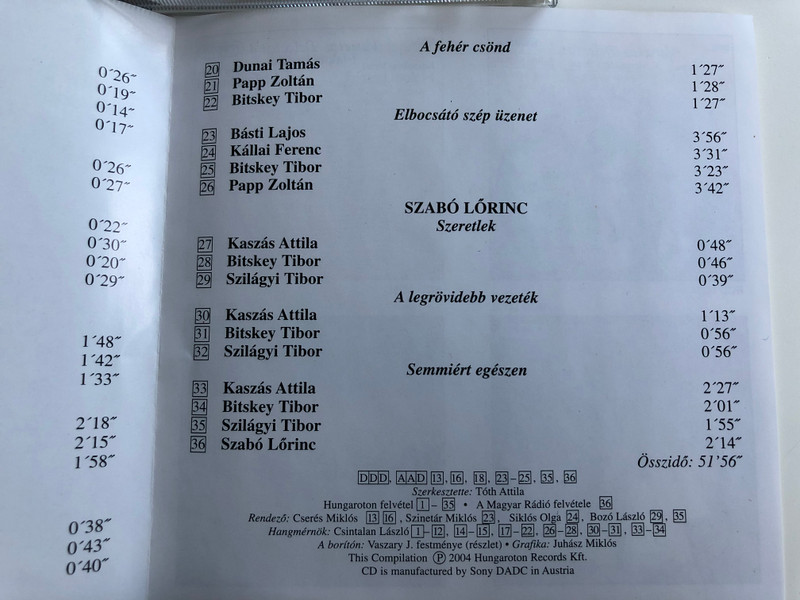 0´26˝
0´19˝
0´14˝
0´17˝
0´26˝
0´27˝
0´22˝
0´30˝
0´20˝
0´29˝
1´48˝
1´42˝
1´33˝
2´18˝
2´15˝
1´58˝
0´38˝
0´43˝
0´40˝
A fehér csönd
20 Dunai Tamás 1´27˝
21 Papp Zoltán 1´28˝
22 Bitskey Tibor 1´27˝
Elbocsátó szép üzenet
23 Básti Lajos 3´56˝
24 Kállai Ferenc 3´31˝
25 Bitskey Tibor 3´23˝
26 Papp Zoltán 3´42˝
SZABÓ LŐRINC
Szeretlek
27 Kaszás Attila 0´48˝
28 Bitskey Tibor 0´46˝
29 Szilágyi Tibor 0´39˝
A legrövidebb vezeték
30 Kaszás Attila 1´13˝
31 Bitskey Tibor 0´56˝
32 Szilágyi Tibor 0´56˝
Semmiért egészen
33 Kaszás Attila 2´27˝
34 Bitskey Tibor 2´01˝
35 Szilágyi Tibor 1´55˝
36 Szabó Lőrinc 2´14˝
Összidő: 51’56˝
DDD, AAD 13, 16, 18, 23–25, 35, 36
Szerkesztette: Tóth Attila
Hungaroton felvétel 1–35 • A Magyar Rádió felvétele 36
Rendező: Cserés Miklós 13 16, Szinetár Miklós 23, Siklós Olga 24, Bozó László 29, 35
Hangmérnök: Csintalan László 1–12, 14–15, 17–22, 26–28, 30–31, 33–34
A borítón: Vaszary J. festménye (részlet) • Grafika: Juhász Miklós
This Compilation Ⓟ 2004 Hungaroton Records Kft.
CD is manufactured by Sony DADC in Austria